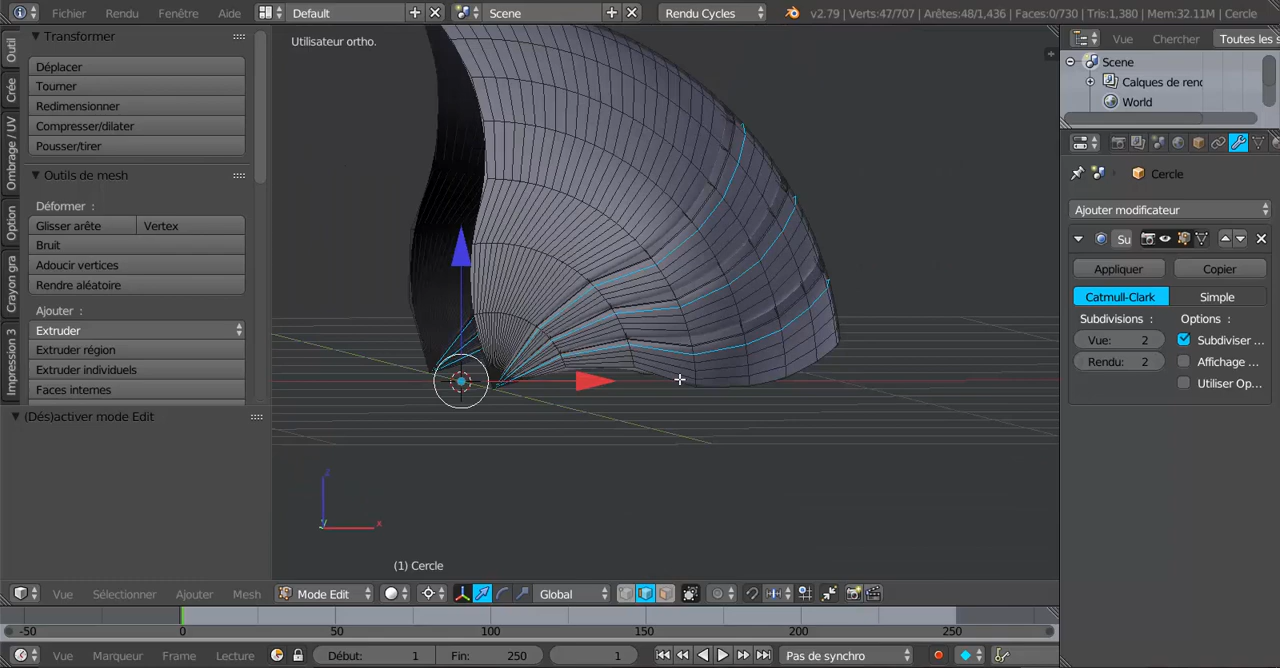 Fichier Rendu Fenêtre Aide Default Scene Rendu Cycles v2.79 | Verts:47/707 | Arêtes:48/1,436 | Faces:0/730 | Tris:1,380 | Mem:32.11M | Cercle
Transformer
Déplacer
Tourner
Redimensionner
Compresser/dilater
Pousser/tirer
Outils de mesh
Déformer :
Glisser arête Vertex
Bruit
Adoucir vertices
Rendre aléatoire
Ajouter :
Extruder
Extruder région
Extruder individuels
Faces internes
(Dés)activer mode Edit
Outil
Crée
Ombrage / UV
Option
Crayon gra
Impression 3
Utilisateur ortho.
z
x
y
(1) Cercle
Vue Sélectionner Ajouter Mesh Mode Edit Global
-50 0 50 100 150 200 250
Vue Marqueur Frame Lecture Début: 1 Fin: 250 1 Pas de synchro
Vue Chercher Toutes les s
Scene
Calques de rend
World
Cercle
Ajouter modificateur
Su
Appliquer Copier
Catmull-Clark Simple
Subdivisions : Options :
Vue: 2 Subdiviser ...
Rendu: 2 Affichage ...
Utiliser Op...